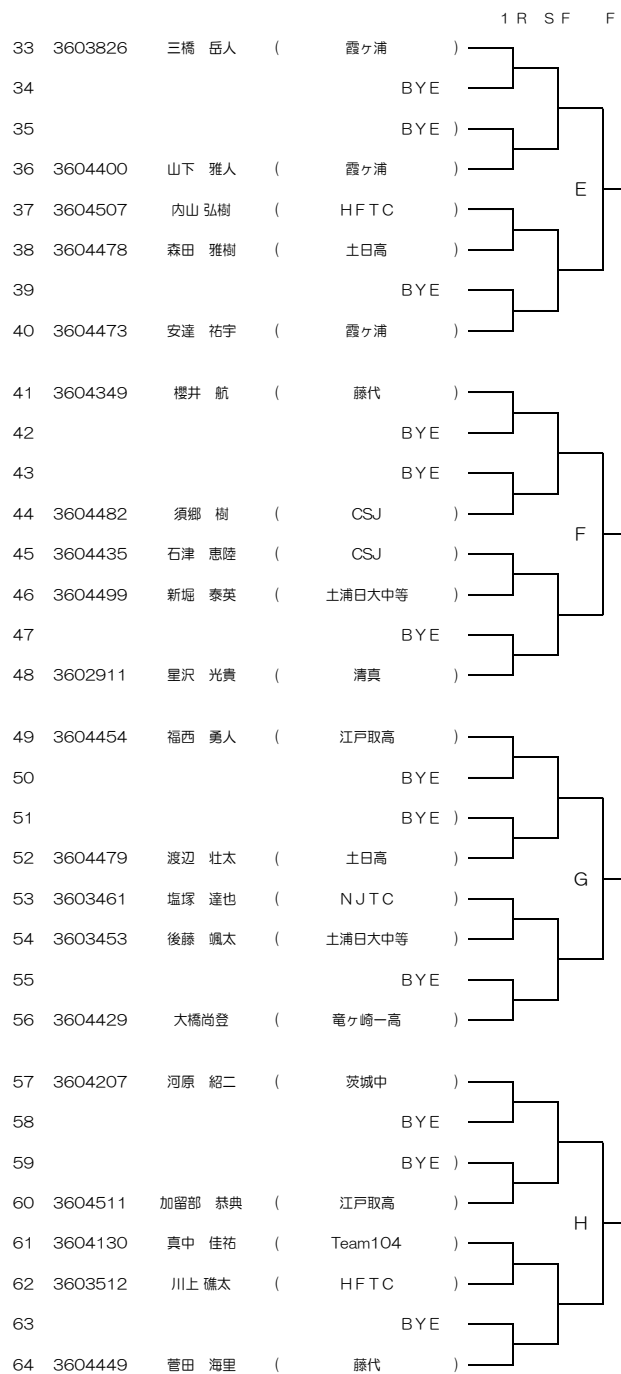 １Ｒ ＳＦ Ｆ
33 3603826 三橋 岳人 ( 霞ヶ浦 )
34 ＢＹＥ
35 ＢＹＥ )
36 3604400 山下 雅人 ( 霞ヶ浦 )
E
37 3604507 内山 弘樹 ( ＨＦＴＣ )
38 3604478 森田 雅樹 ( 土日高 )
39 ＢＹＥ
40 3604473 安達 祐宇 ( 霞ヶ浦 )
41 3604349 櫻井 航 ( 藤代 )
42 ＢＹＥ
43 ＢＹＥ
44 3604482 須郷 樹 ( CSJ )
F
45 3604435 石津 恵陸 ( CSJ )
46 3604499 新堀 泰英 ( 土浦日大中等 )
47 ＢＹＥ
48 3602911 星沢 光貴 ( 清真 )
49 3604454 福西 勇人 ( 江戸取高 )
50 ＢＹＥ
51 ＢＹＥ )
52 3604479 渡辺 壮太 ( 土日高 )
G
53 3603461 塩塚 達也 ( ＮＪＴＣ )
54 3603453 後藤 颯太 ( 土浦日大中等 )
55 ＢＹＥ
56 3604429 大橋尚登 ( 竜ヶ崎一高 )
57 3604207 河原 紹二 ( 茨城中 )
58 ＢＹＥ
59 ＢＹＥ )
60 3604511 加留部 恭典 ( 江戸取高 )
H
61 3604130 真中 佳祐 ( Team104 )
62 3603512 川上 礁太 ( ＨＦＴＣ )
63 ＢＹＥ
64 3604449 菅田 海里 ( 藤代 )